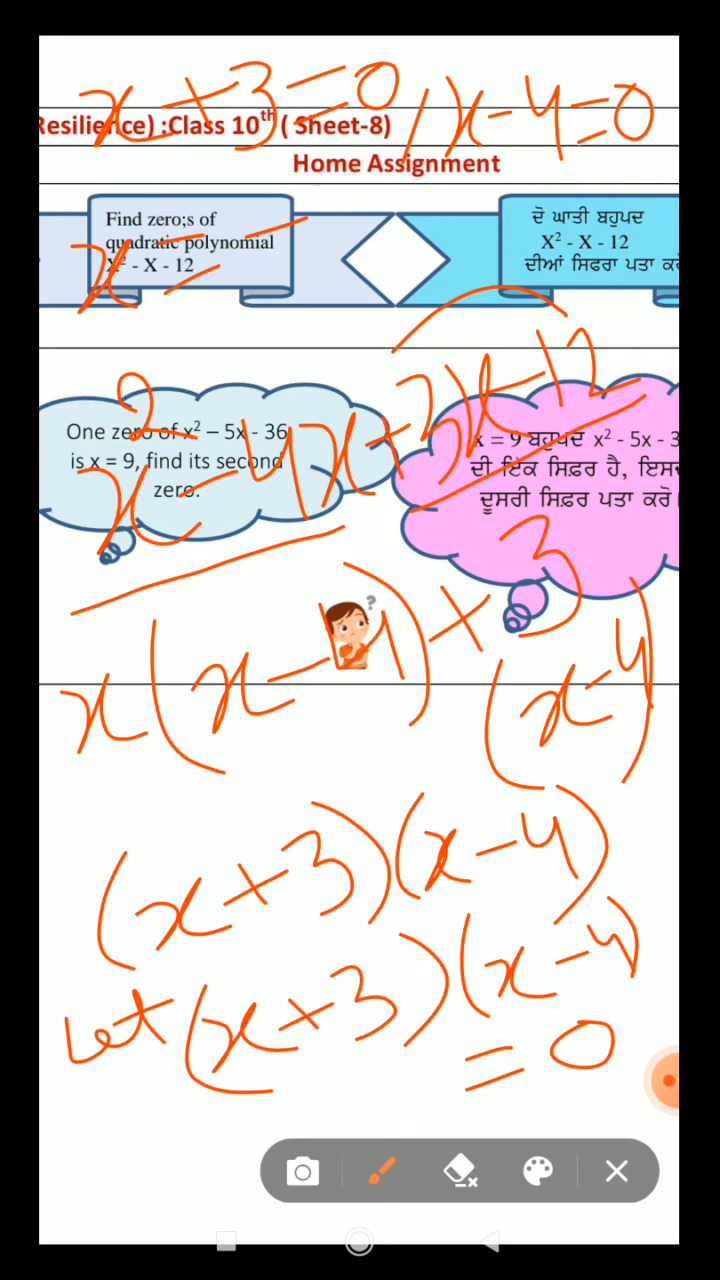 x+3=0, x-4=0
Resilience) :Class 10th ( Sheet-8)
Home Assignment
Find zero;s of
quadratic polynomial
X² - X - 12
ਦੋ ਘਾਤੀ ਬਹੁਪਦ
X² - X - 12
ਦੀਆਂ ਸਿਫਰਾ ਪਤਾ ਕਰੋ
x = -
x² - 4x + 3x - 12
One zero of x² – 5x - 36
is x = 9, find its second
zero.
x = 9 ਬਹੁਪਦ x² - 5x - 3
ਦੀ ਇੱਕ ਸਿਫ਼ਰ ਹੈ, ਇਸਦ
ਦੂਸਰੀ ਸਿਫ਼ਰ ਪਤਾ ਕਰੋ।
?
x(x-4) + 3(x-4)
(x+3)(x-4)
Let (x+3)(x-4)
= 0